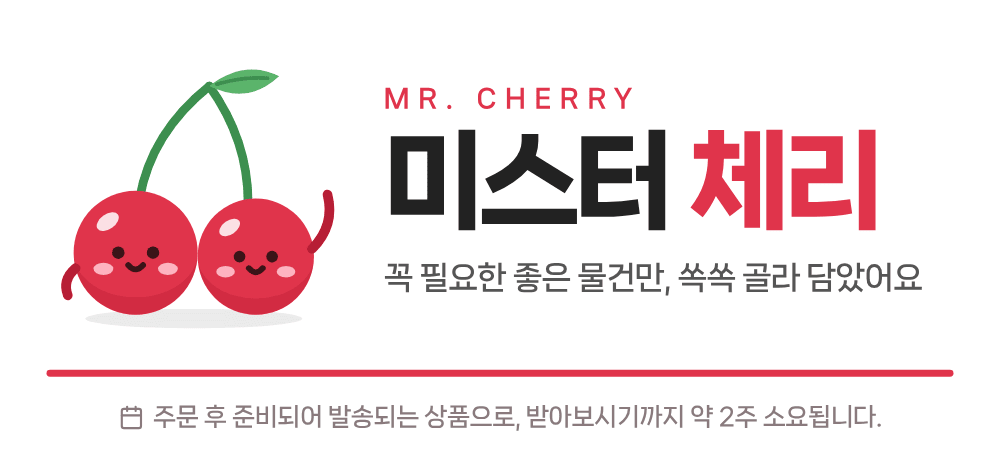 MR. CHERRY
미스터 체리
꼭 필요한 좋은 물건만, 쏙쏙 골라 담았어요
주문 후 준비되어 발송되는 상품으로, 받아보시기까지 약 2주 소요됩니다.